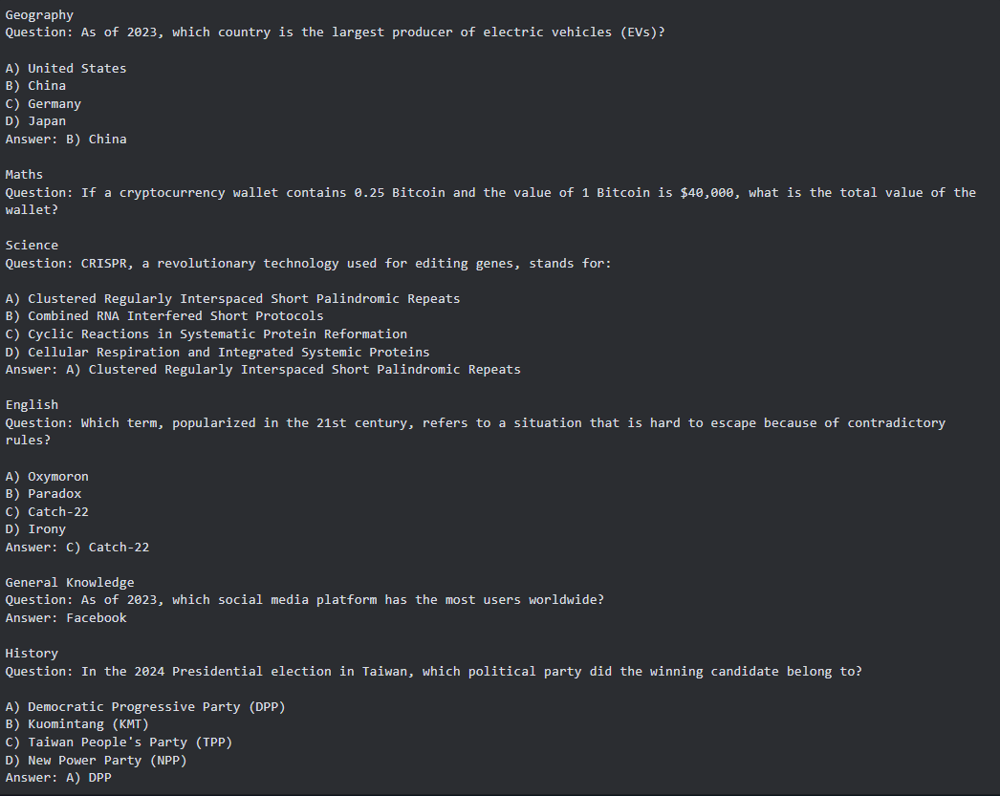 Geography
Question: As of 2023, which country is the largest producer of electric vehicles (EVs)?
A) United States
B) China
C) Germany
D) Japan
Answer: B) China
Maths
Question: If a cryptocurrency wallet contains 0.25 Bitcoin and the value of 1 Bitcoin is $40,000, what is the total value of the
wallet?
Science
Question: CRISPR, a revolutionary technology used for editing genes, stands for:
A) Clustered Regularly Interspaced Short Palindromic Repeats
B) Combined RNA Interfered Short Protocols
C) Cyclic Reactions in Systematic Protein Reformation
D) Cellular Respiration and Integrated Systemic Proteins
Answer: A) Clustered Regularly Interspaced Short Palindromic Repeats
English
Question: Which term, popularized in the 21st century, refers to a situation that is hard to escape because of contradictory
rules?
A) Oxymoron
B) Paradox
C) Catch-22
D) Irony
Answer: C) Catch-22
General Knowledge
Question: As of 2023, which social media platform has the most users worldwide?
Answer: Facebook
History
Question: In the 2024 Presidential election in Taiwan, which political party did the winning candidate belong to?
A) Democratic Progressive Party (DPP)
B) Kuomintang (KMT)
C) Taiwan People's Party (TPP)
D) New Power Party (NPP)
Answer: A) DPP